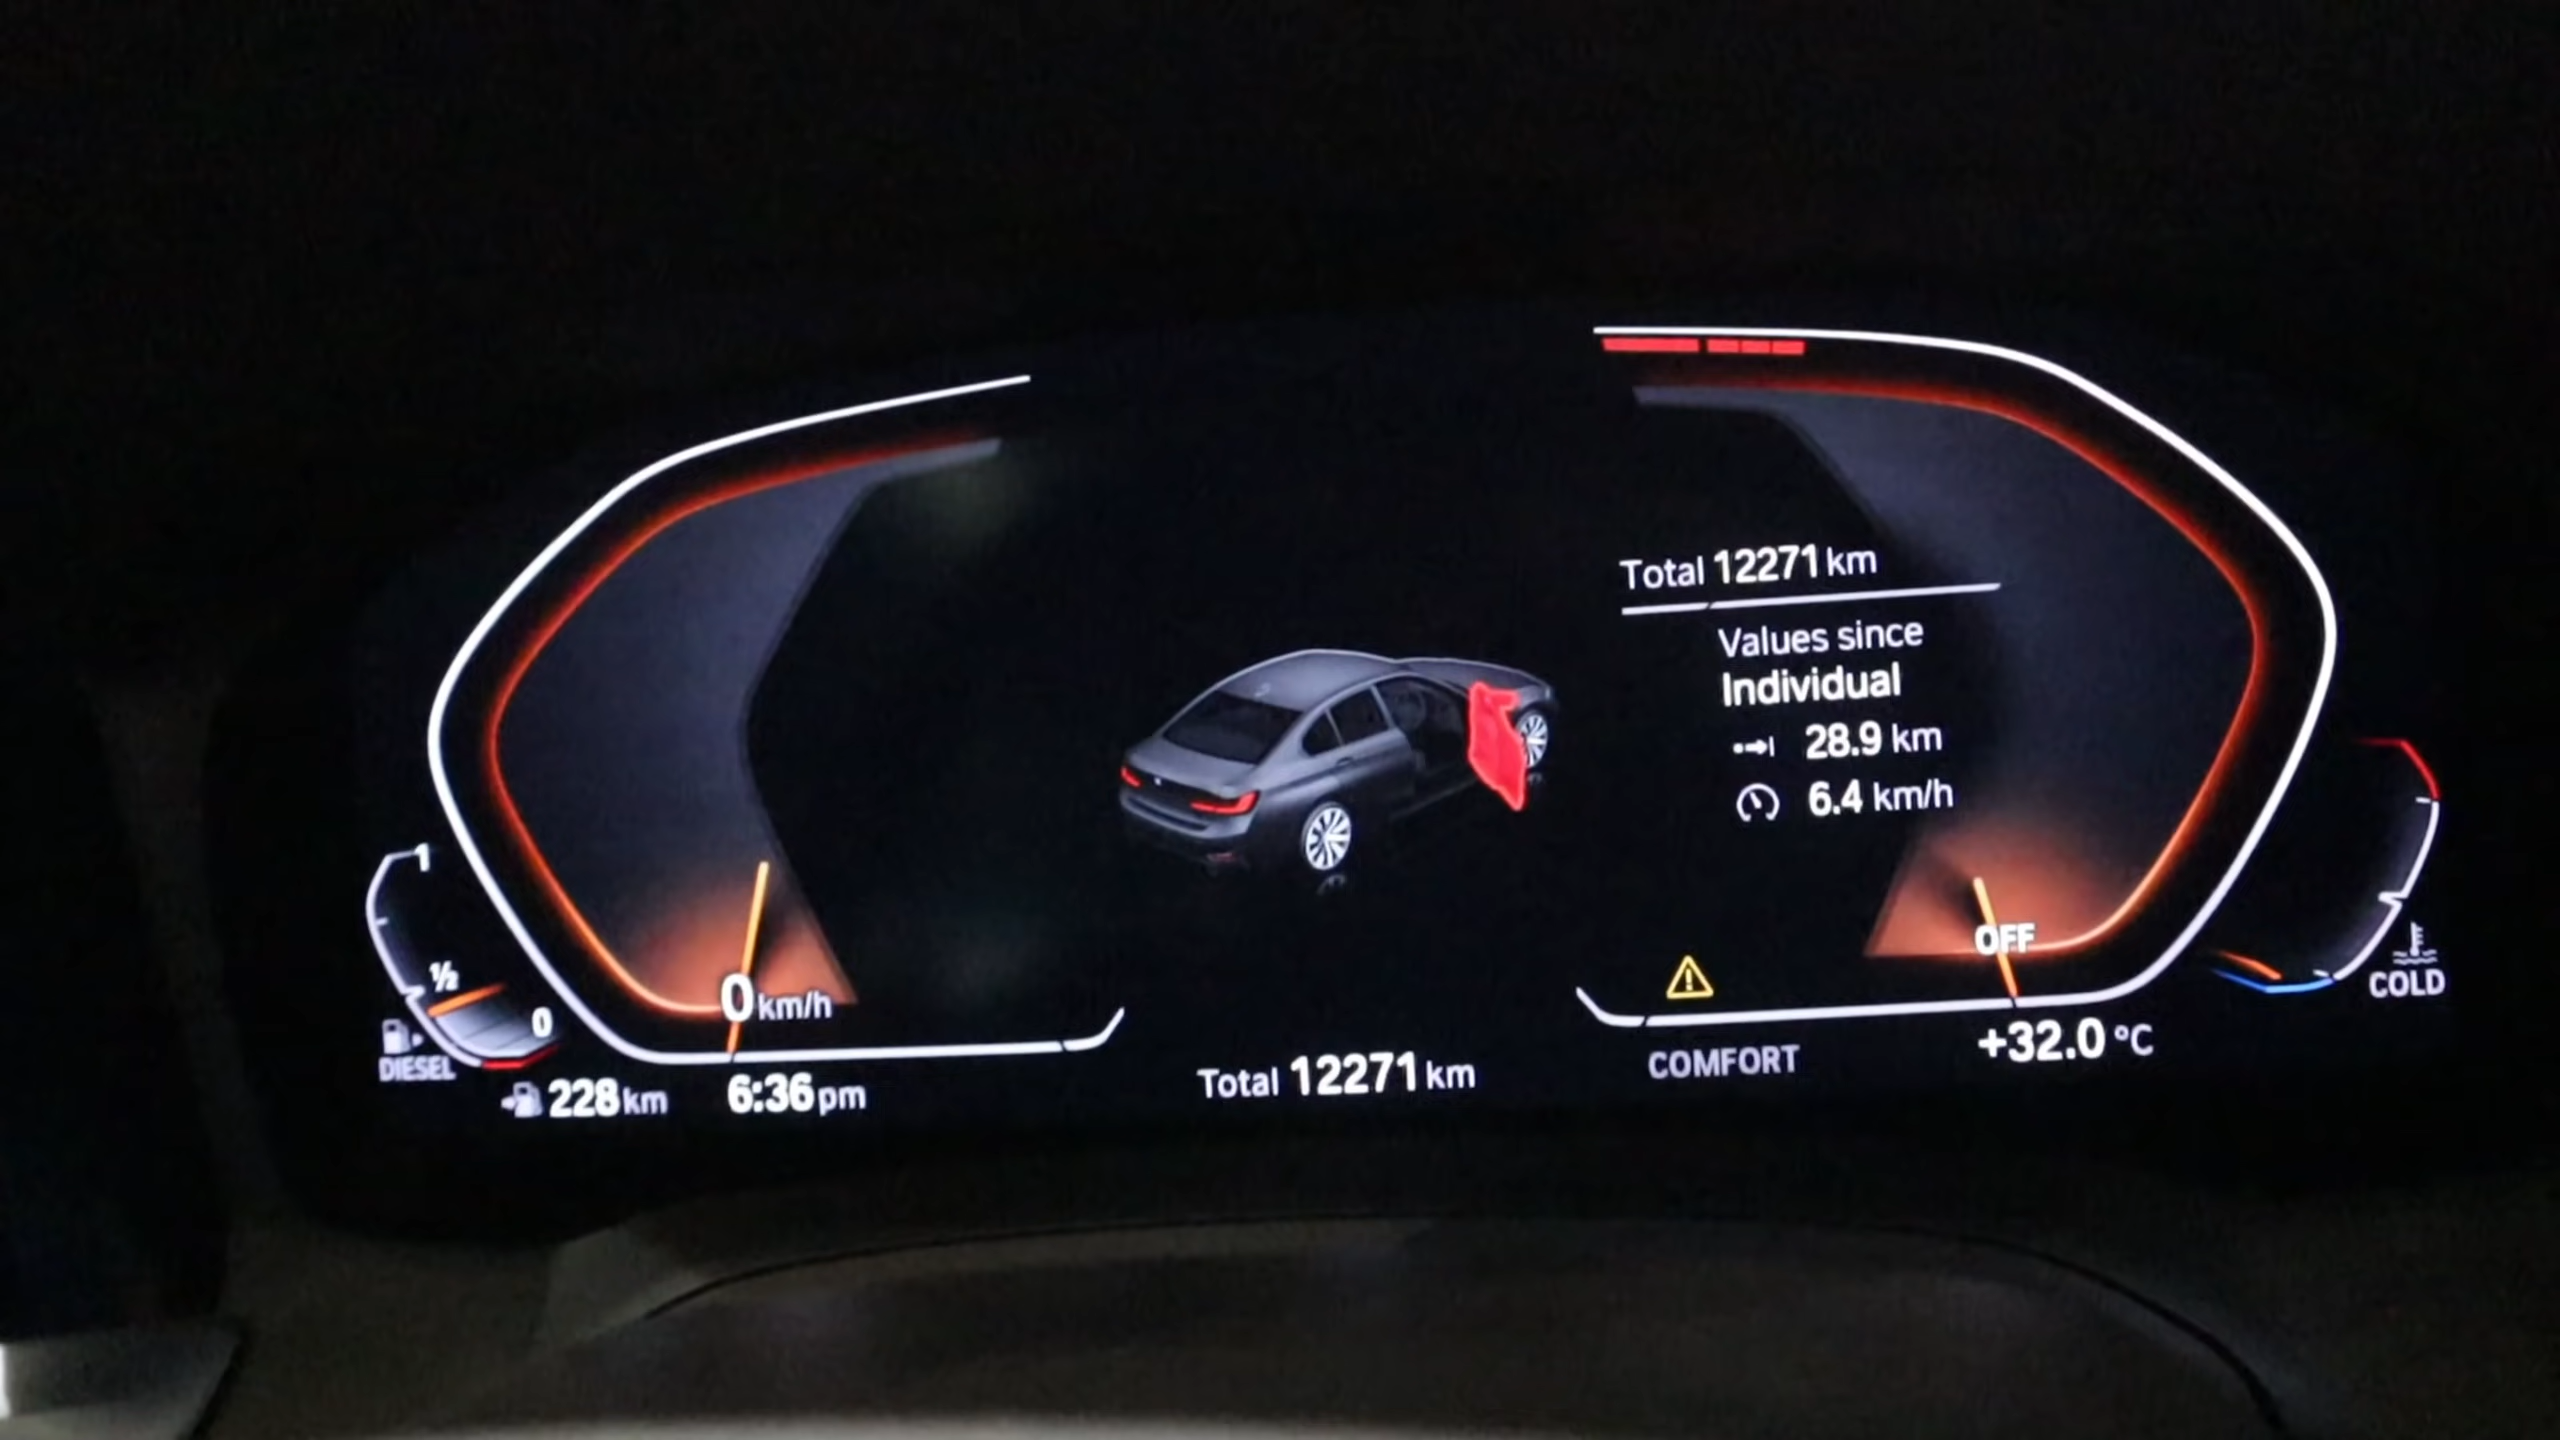 Total 12271 km
Values since
Individual
28.9 km
6.4 km/h
1
½
0
DIESEL
228 km
0 km/h
6:36 pm
Total 12271 km
OFF
COMFORT
+32.0 °C
COLD